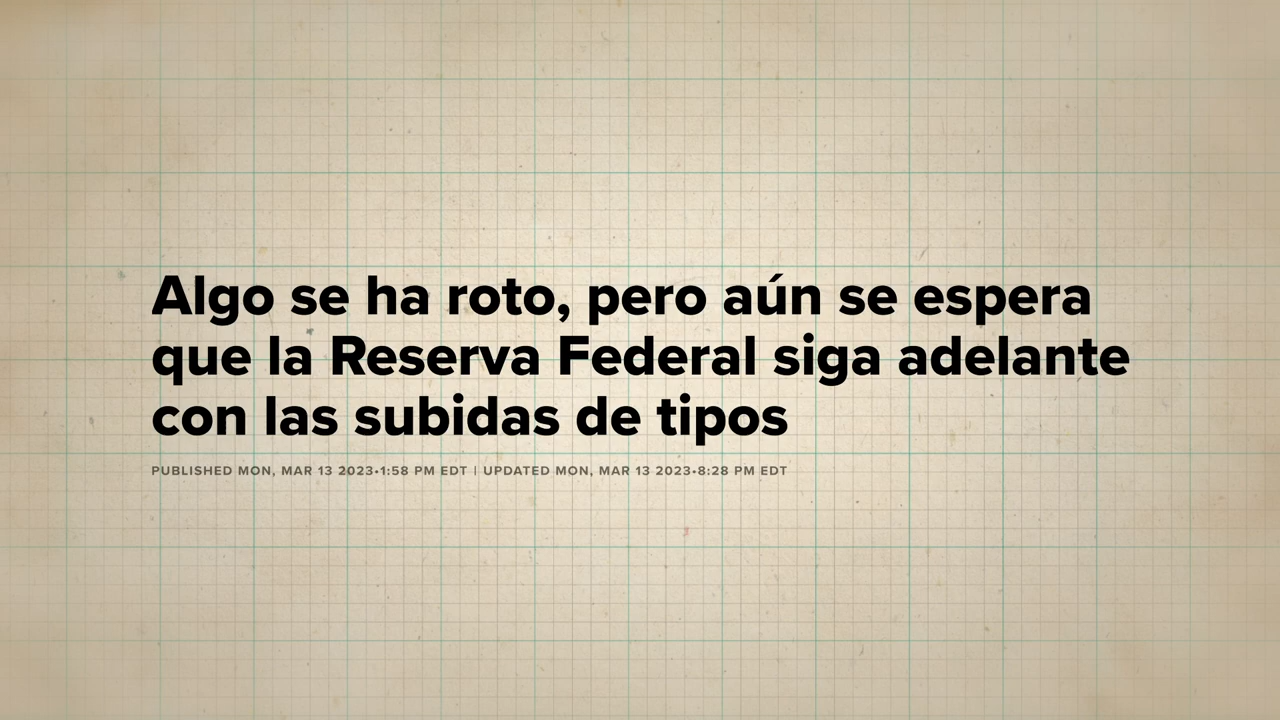 Algo se ha roto, pero aún se espera
que la Reserva Federal siga adelante
con las subidas de tipos
PUBLISHED MON, MAR 13 2023•1:58 PM EDT | UPDATED MON, MAR 13 2023•8:28 PM EDT